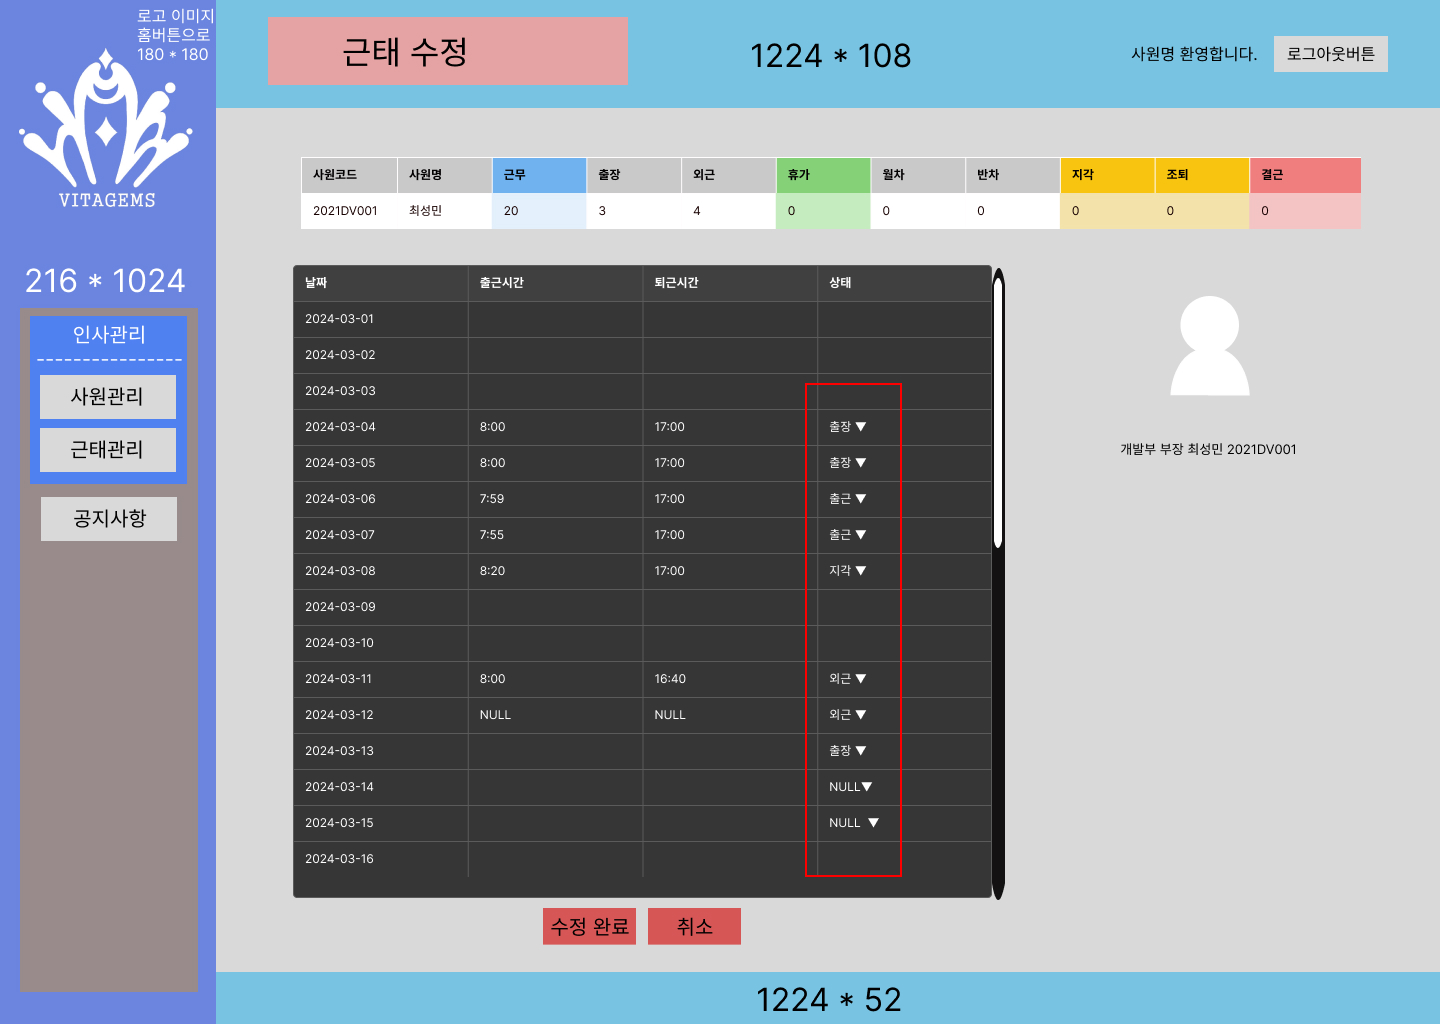 로고 이미지
홈버튼으로
180 * 180
VITAGEMS
216 * 1024
인사관리
----------------
사원관리
근태관리
공지사항
근태 수정
1224 * 108
사원명 환영합니다.
로그아웃버튼
사원코드 사원명 근무 출장 외근 휴가 월차 반차 지각 조퇴 결근
2021DV001 최성민 20 3 4 0 0 0 0 0 0
날짜 출근시간 퇴근시간 상태
2024-03-01
2024-03-02
2024-03-03
2024-03-04 8:00 17:00 출장 ▼
2024-03-05 8:00 17:00 출장 ▼
2024-03-06 7:59 17:00 출근 ▼
2024-03-07 7:55 17:00 출근 ▼
2024-03-08 8:20 17:00 지각 ▼
2024-03-09
2024-03-10
2024-03-11 8:00 16:40 외근 ▼
2024-03-12 NULL NULL 외근 ▼
2024-03-13 출장 ▼
2024-03-14 NULL▼
2024-03-15 NULL ▼
2024-03-16
개발부 부장 최성민 2021DV001
수정 완료
취소
1224 * 52